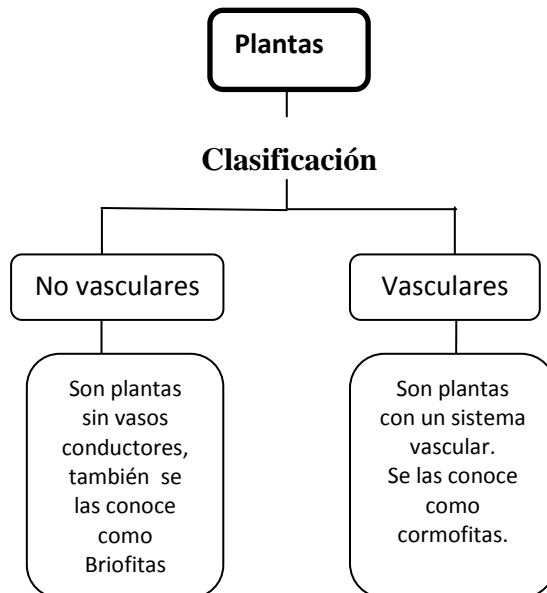 Plantas
Clasificación
No vasculares
Vasculares
Son plantas
sin vasos
conductores,
también se
las conoce
como
Briofitas
Son plantas
con un sistema
vascular.
Se las conoce
como
cormofitas.